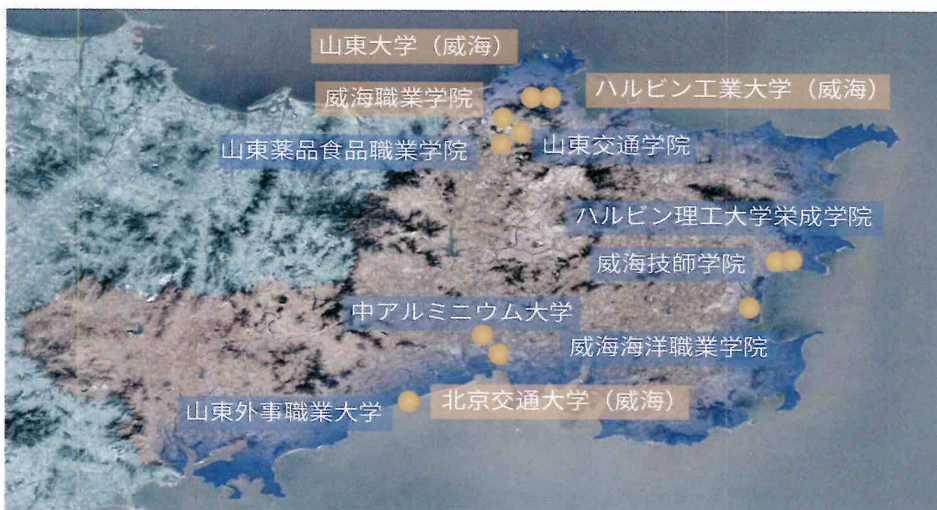 山東大学（威海）
ハルビン工業大学（威海）
威海職業学院
山東薬品食品職業学院
山東交通学院
ハルビン理工大学栄成学院
威海技師学院
中アルミニウム大学
威海海洋職業学院
山東外事職業大学
北京交通大学（威海）